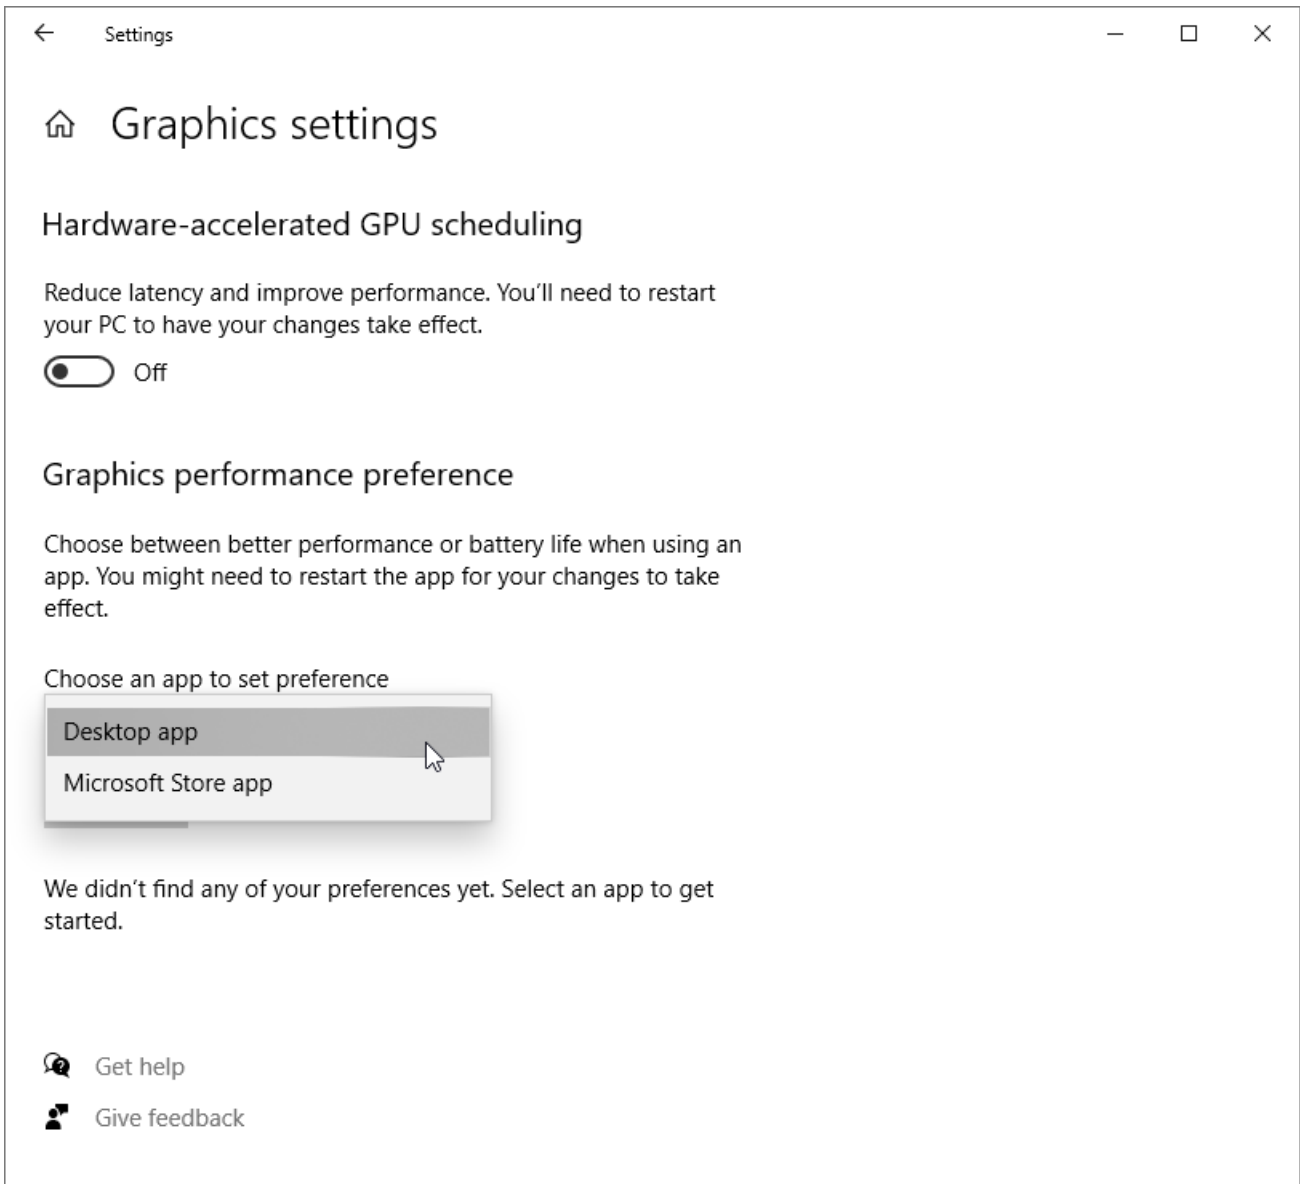 Settings
Graphics settings
Hardware-accelerated GPU scheduling
Reduce latency and improve performance. You'll need to restart
your PC to have your changes take effect.
Off
Graphics performance preference
Choose between better performance or battery life when using an
app. You might need to restart the app for your changes to take
effect.
Choose an app to set preference
Desktop app
Microsoft Store app
We didn't find any of your preferences yet. Select an app to get
started.
Get help
Give feedback